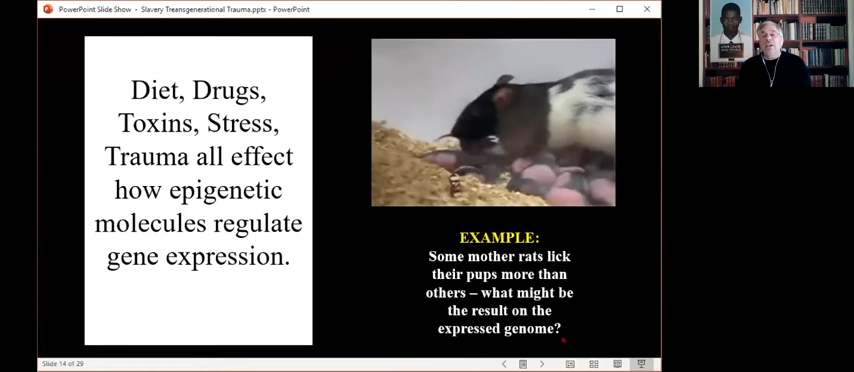 PowerPoint Slide Show - Slavery Treansgenerational Trauma.pptx - PowerPoint
Diet, Drugs,
Toxins, Stress,
Trauma all effect
how epigenetic
molecules regulate
gene expression.
EXAMPLE:
Some mother rats lick
their pups more than
others – what might be
the result on the
expressed genome?
Slide 14 of 29